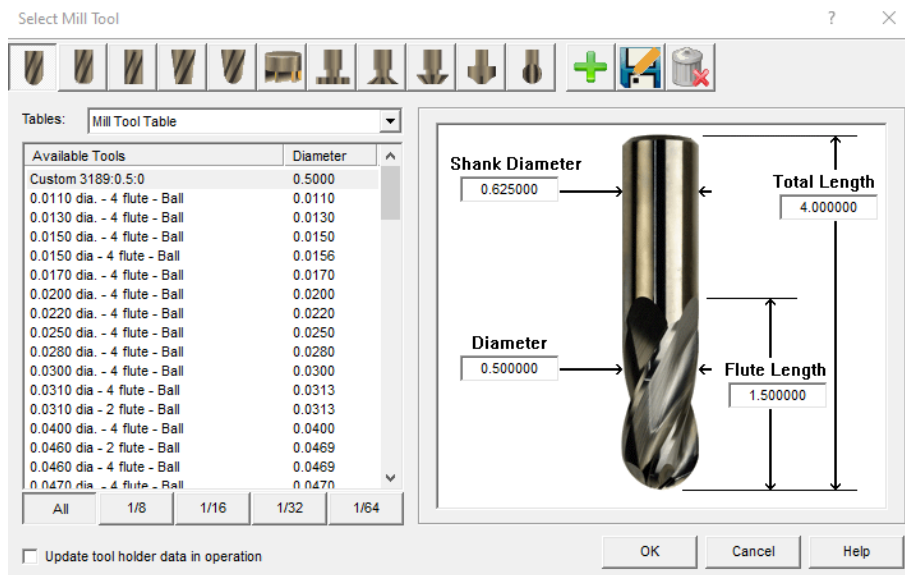 Select Mill Tool ?
Tables: Mill Tool Table
Available Tools Diameter
Custom 3189:0.5:0 0.5000
0.0110 dia. - 4 flute - Ball 0.0110
0.0130 dia. - 4 flute - Ball 0.0130
0.0150 dia. - 4 flute - Ball 0.0150
0.0150 dia - 4 flute - Ball 0.0156
0.0170 dia. - 4 flute - Ball 0.0170
0.0200 dia. - 4 flute - Ball 0.0200
0.0220 dia. - 4 flute - Ball 0.0220
0.0250 dia. - 4 flute - Ball 0.0250
0.0280 dia. - 4 flute - Ball 0.0280
0.0300 dia. - 4 flute - Ball 0.0300
0.0310 dia - 4 flute - Ball 0.0313
0.0310 dia - 2 flute - Ball 0.0313
0.0400 dia. - 4 flute - Ball 0.0400
0.0460 dia - 2 flute - Ball 0.0469
0.0460 dia - 4 flute - Ball 0.0469
0.0470 dia. - 4 flute - Ball 0.0470
All 1/8 1/16 1/32 1/64
Update tool holder data in operation
Shank Diameter
0.625000
Total Length
4.000000
Diameter
0.500000
Flute Length
1.500000
OK Cancel Help